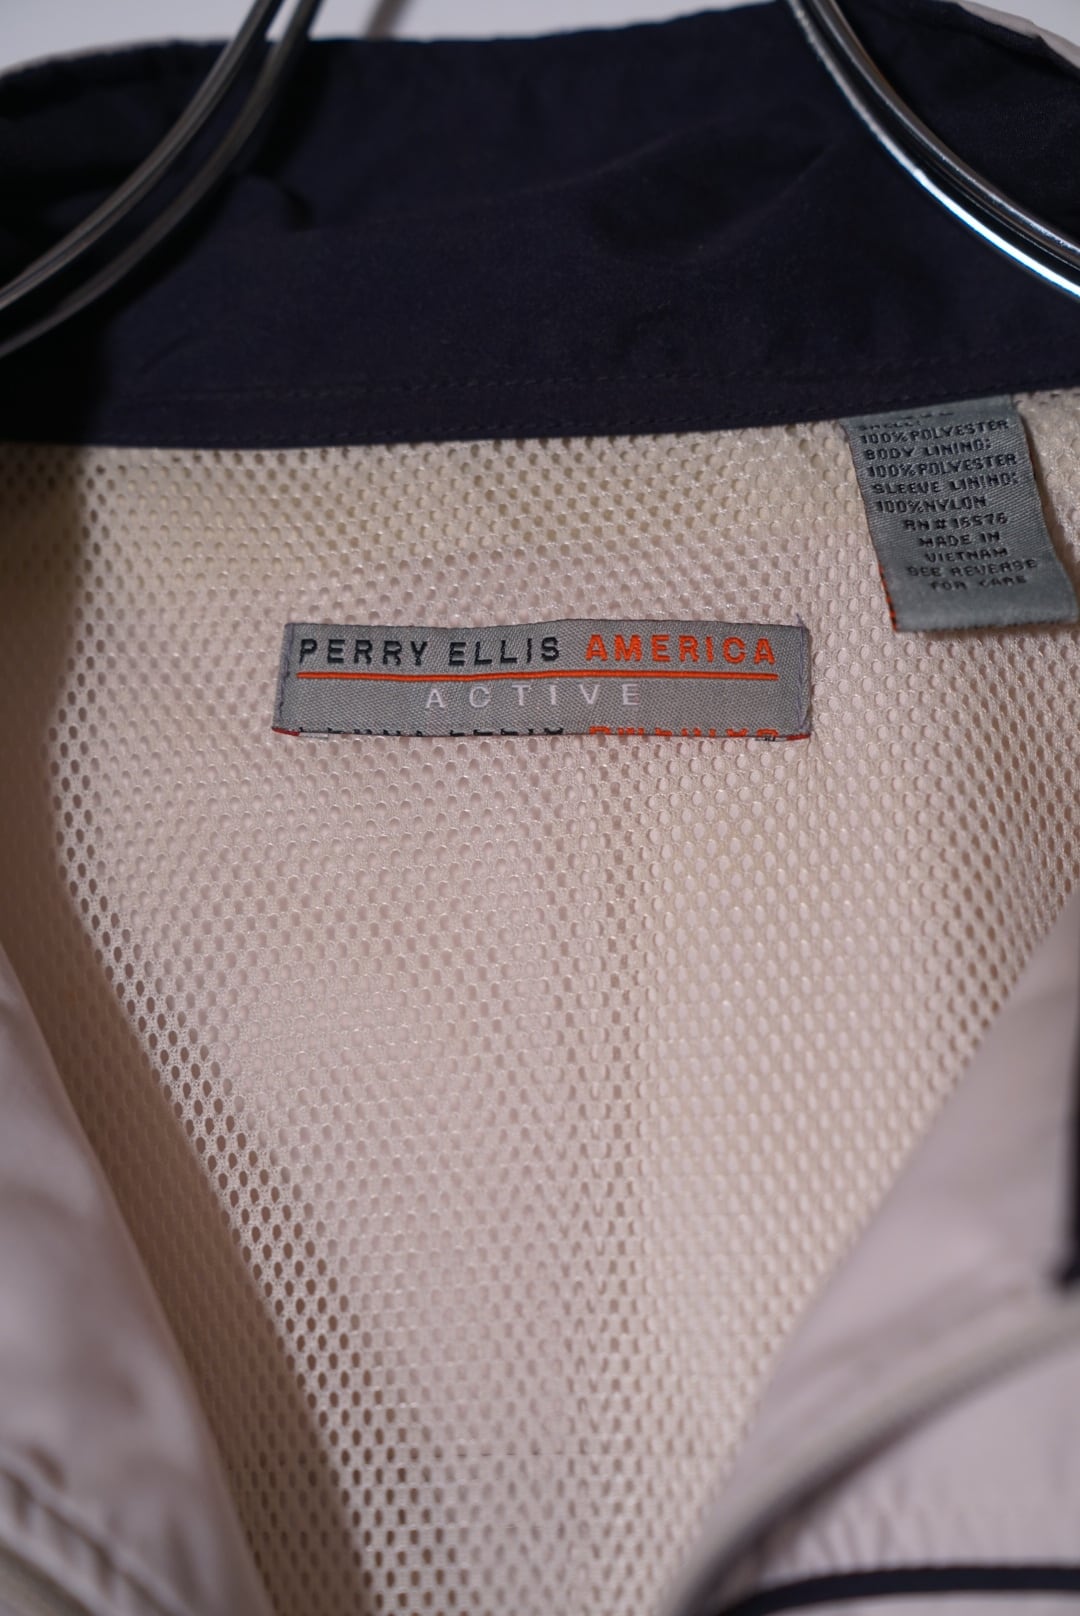 100% POLYESTER
BODY LINING:
100% POLYESTER
SLEEVE LINING:
100% NYLON
RN# 16576
MADE IN
VIETNAM
SEE REVERSE
FOR CARE
PERRY ELLIS AMERICA
ACTIVE